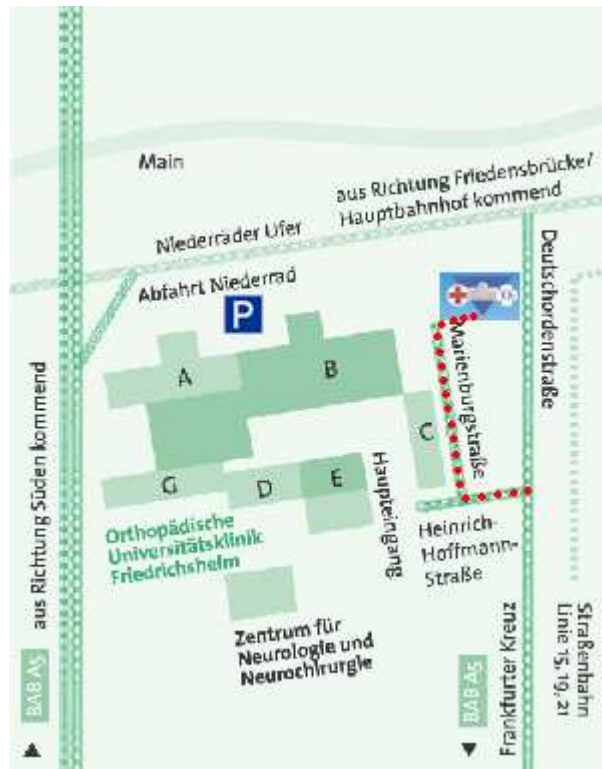 Main
aus Richtung Friedensbrücke/
Hauptbahnhof kommend
Niederräder Ufer
Abfahrt Niederrad
P
A
B
C
G
D
E
Marienburgstraße
Deutschordenstraße
Haupteingang
Heinrich-
Hoffmann-
Straße
Orthopädische
Universitätsklinik
Friedrichsheim
Zentrum für
Neurologie und
Neurochirurgie
aus Richtung Süden kommend
BAB A5
BAB A5
Frankfurter Kreuz
Straßenbahn
Linie 15, 19, 21